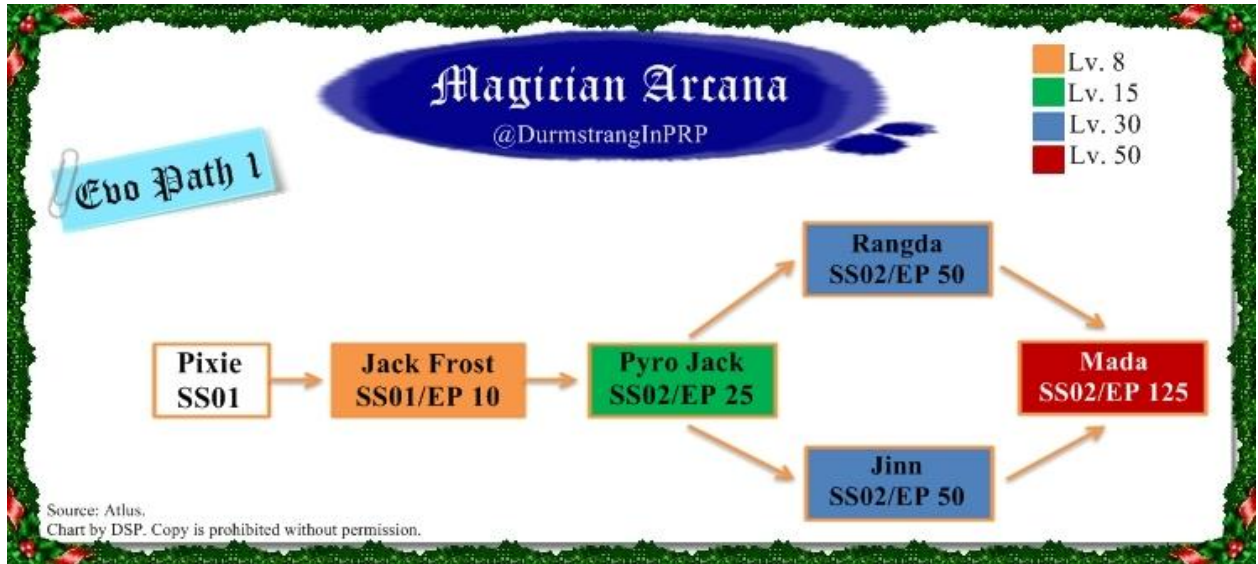 Magician Arcana
@DurmstrangInPRP
Lv. 8
Lv. 15
Lv. 30
Lv. 50
Evo Path 1
Rangda
SS02/EP 50
Pixie
SS01
Jack Frost
SS01/EP 10
Pyro Jack
SS02/EP 25
Mada
SS02/EP 125
Jinn
SS02/EP 50
Source: Atlus.
Chart by DSP. Copy is prohibited without permission.